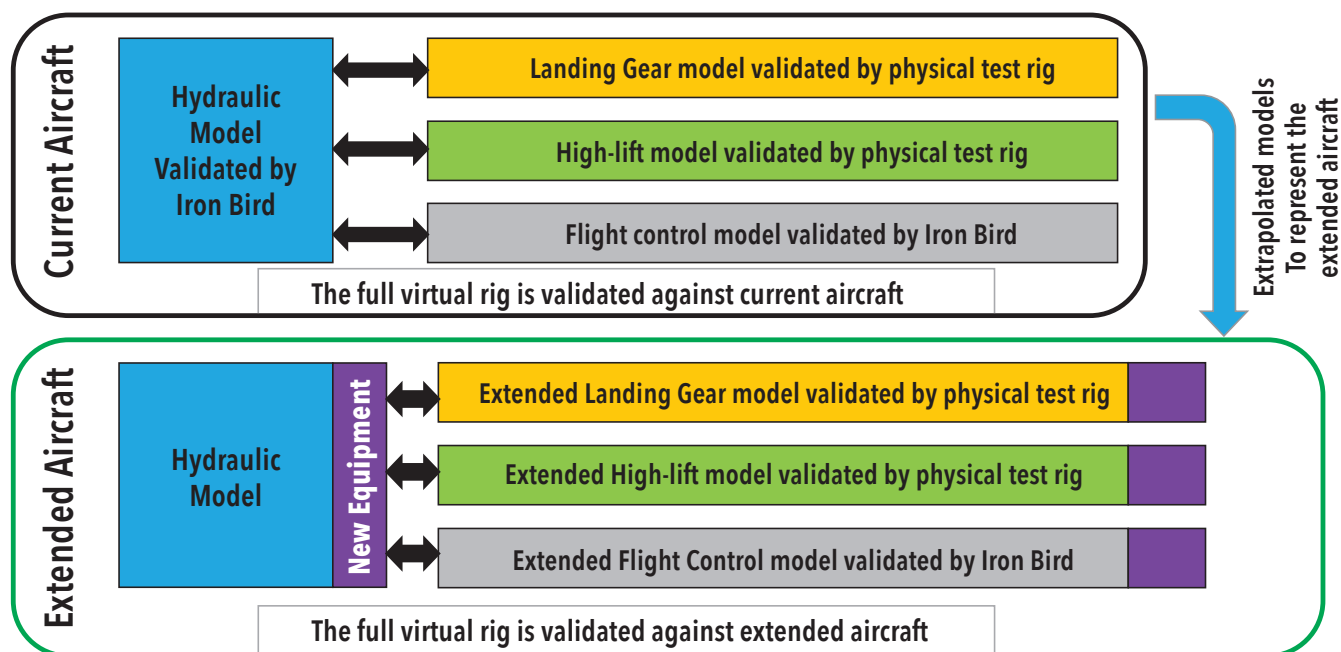 Current Aircraft
Hydraulic
Model
Validated by
Iron Bird
Landing Gear model validated by physical test rig
High-lift model validated by physical test rig
Flight control model validated by Iron Bird
The full virtual rig is validated against current aircraft
Extrapolated models
To represent the
extended aircraft
Extended Aircraft
Hydraulic
Model
New Equipment
Extended Landing Gear model validated by physical test rig
Extended High-lift model validated by physical test rig
Extended Flight Control model validated by Iron Bird
The full virtual rig is validated against extended aircraft